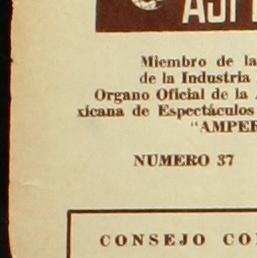 Miembro de la
de la Industria
Organo Oficial de la
xicana de Espectáculos
"AMPER
NUMERO 37
CONSEJO CO